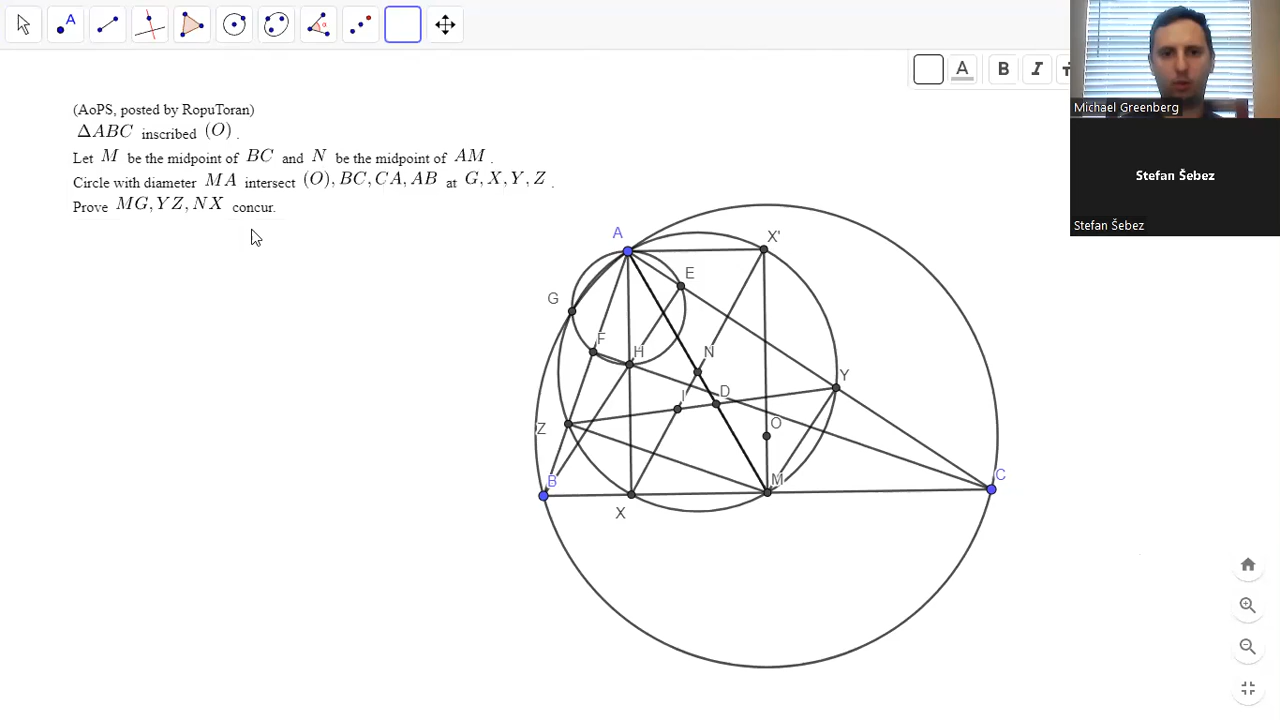 A
A B I
(AoPS, posted by RopuToran)
ΔABC inscribed (O) .
Let M be the midpoint of BC and N be the midpoint of AM .
Circle with diameter MA intersect (O), BC, CA, AB at G, X, Y, Z .
Prove MG, YZ, NX concur.
Michael Greenberg
Stefan Šebez
Stefan Šebez
A
X'
E
G
F
H
N
Y
I
D
Z
O
B
M
C
X